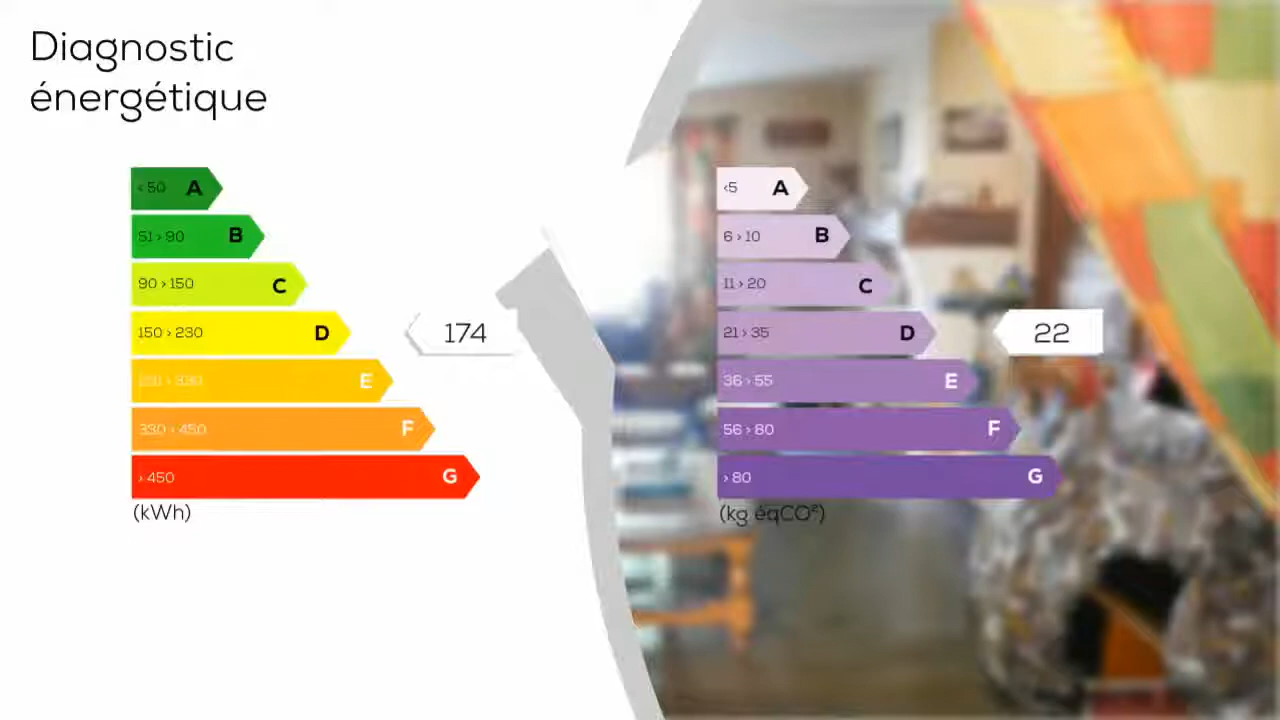 Diagnostic
énergétique
< 50 A
51 > 90 B
90 > 150 C
150 > 230 D
174
E
330 > 450 F
> 450 G
(kWh)
<5 A
6 > 10 B
11 > 20 C
21 > 35 D
22
36 > 55 E
56 > 80 F
> 80 G
(kg éqCO²)